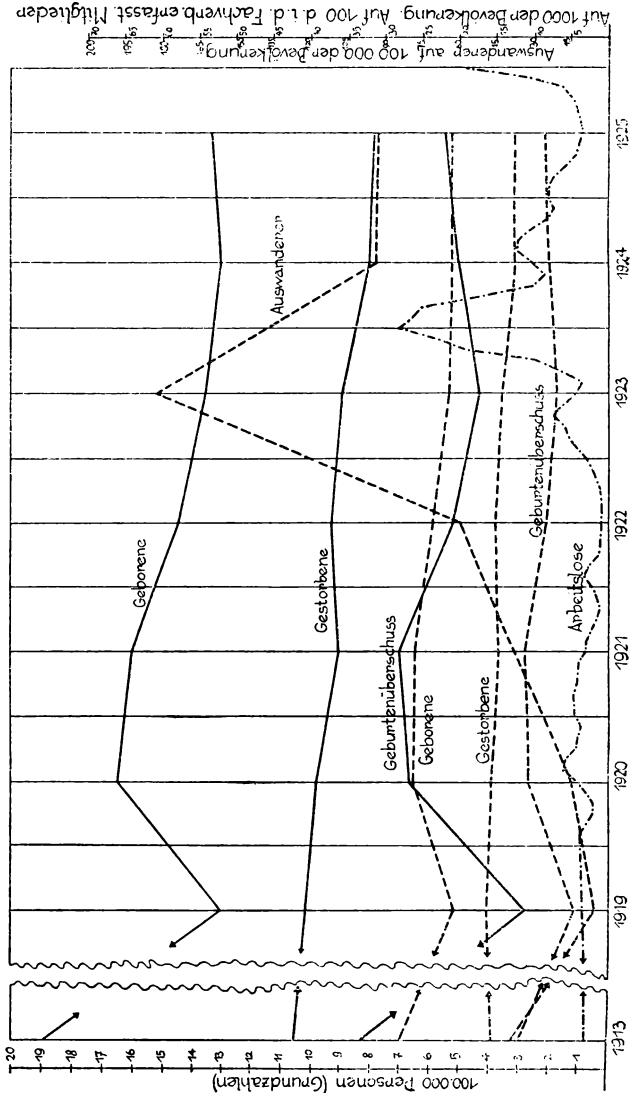 Auf 1000 der Bevölkerung. Auf 100 d. i. d. Fachverb. erfasst. Mitglieder
Auswanderer auf 100 000 der Bevölkerung.
Geborene
Auswanderer
Gestorbene
Geburtenüberschuss
Geborene
Gestorbene
Geburtenüberschuss
Arbeitslose
100.000 Personen (Grundzahlen)
20
19
18
17
16
15
14
13
12
11
10
9
8
7
6
5
4
3
2
1
1913
1919
1920
1921
1922
1923
1924
1925